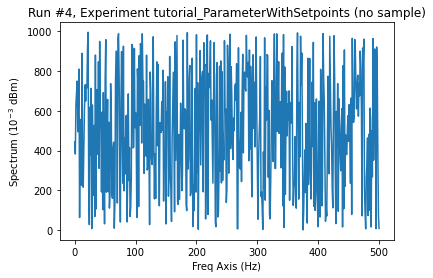 Run #4, Experiment tutorial_ParameterWithSetpoints (no sample)
Spectrum (10⁻³ dBm)
1000
800
600
400
200
0
0 100 200 300 400 500
Freq Axis (Hz)